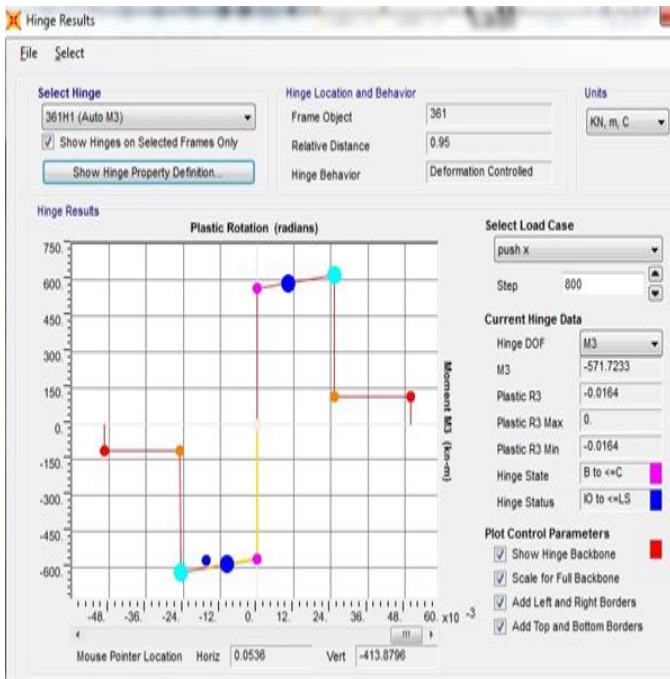 Hinge Results
File Select
Select Hinge
361H1 (Auto M3)
Show Hinges on Selected Frames Only
Show Hinge Property Definition...
Hinge Location and Behavior
Frame Object 361
Relative Distance 0.95
Hinge Behavior Deformation Controlled
Units
KN, m, C
Hinge Results
Plastic Rotation (radians)
750.
600.
450.
300.
150.
0.
-150.
-300.
-450.
-600.
-48. -36. -24. -12. 0. 12. 24. 36. 48. 60. x10 -3
Moment M3 (kn-m)
Mouse Pointer Location Horiz 0.0536 Vert -413.8796
Select Load Case
push x
Step 800
Current Hinge Data
Hinge DOF M3
M3 -571.7233
Plastic R3 -0.0164
Plastic R3 Max 0.
Plastic R3 Min -0.0164
Hinge State B to <=C
Hinge Status IO to <=LS
Plot Control Parameters
Show Hinge Backbone
Scale for Full Backbone
Add Left and Right Borders
Add Top and Bottom Borders